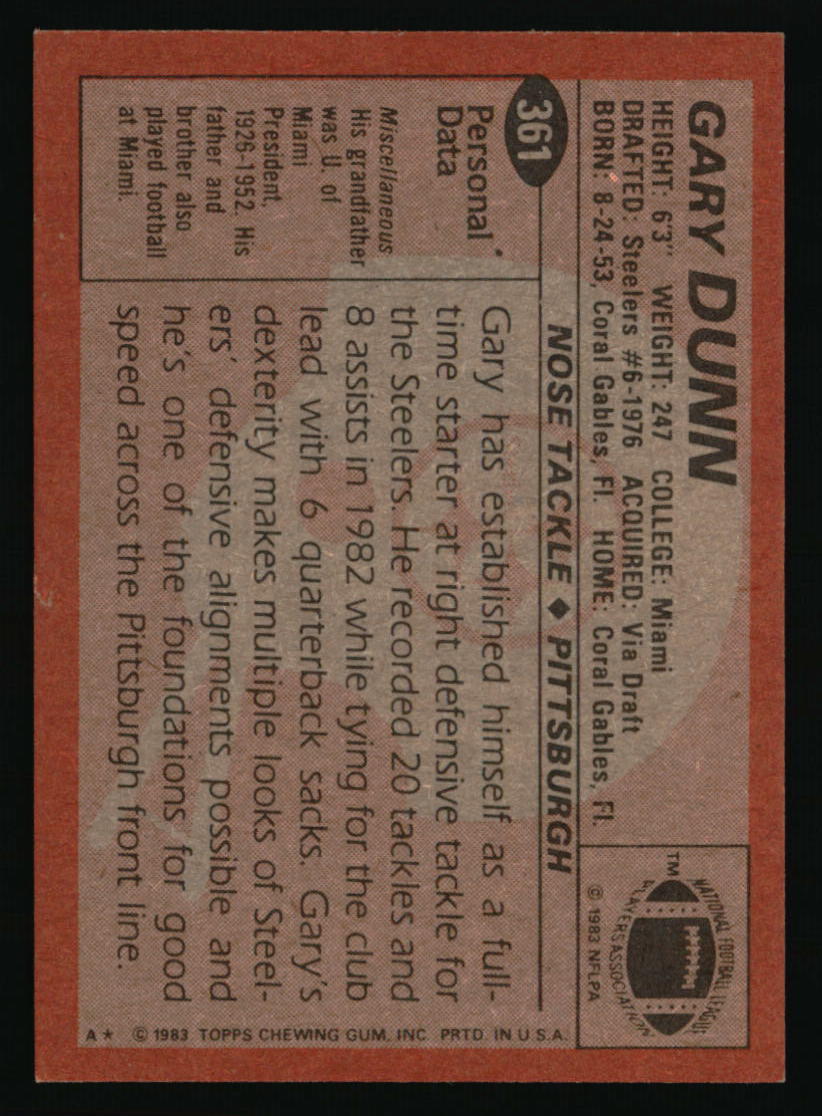 GARY DUNN
HEIGHT: 6'3" WEIGHT: 247 COLLEGE: Miami
DRAFTED: Steelers #6-1976 ACQUIRED: Via Draft
BORN: 8-24-53, Coral Gables, Fl. HOME: Coral Gables, Fl.
NATIONAL FOOTBALL LEAGUE
PLAYERS ASSOCIATION
TM
© 1983 NFLPA
361
NOSE TACKLE ♦ PITTSBURGH
Personal
Data
Miscellaneous
His grandfather
was U. of
Miami
President,
1926-1952. His
father and
brother also
played football
at Miami.
Gary has established himself as a full-
time starter at right defensive tackle for
the Steelers. He recorded 20 tackles and
8 assists in 1982 while tying for the club
lead with 6 quarterback sacks. Gary's
dexterity makes multiple looks of Steel-
ers' defensive alignments possible and
he's one of the foundations for good
speed across the Pittsburgh front line.
A★ © 1983 TOPPS CHEWING GUM, INC. PRTD. IN U.S.A.